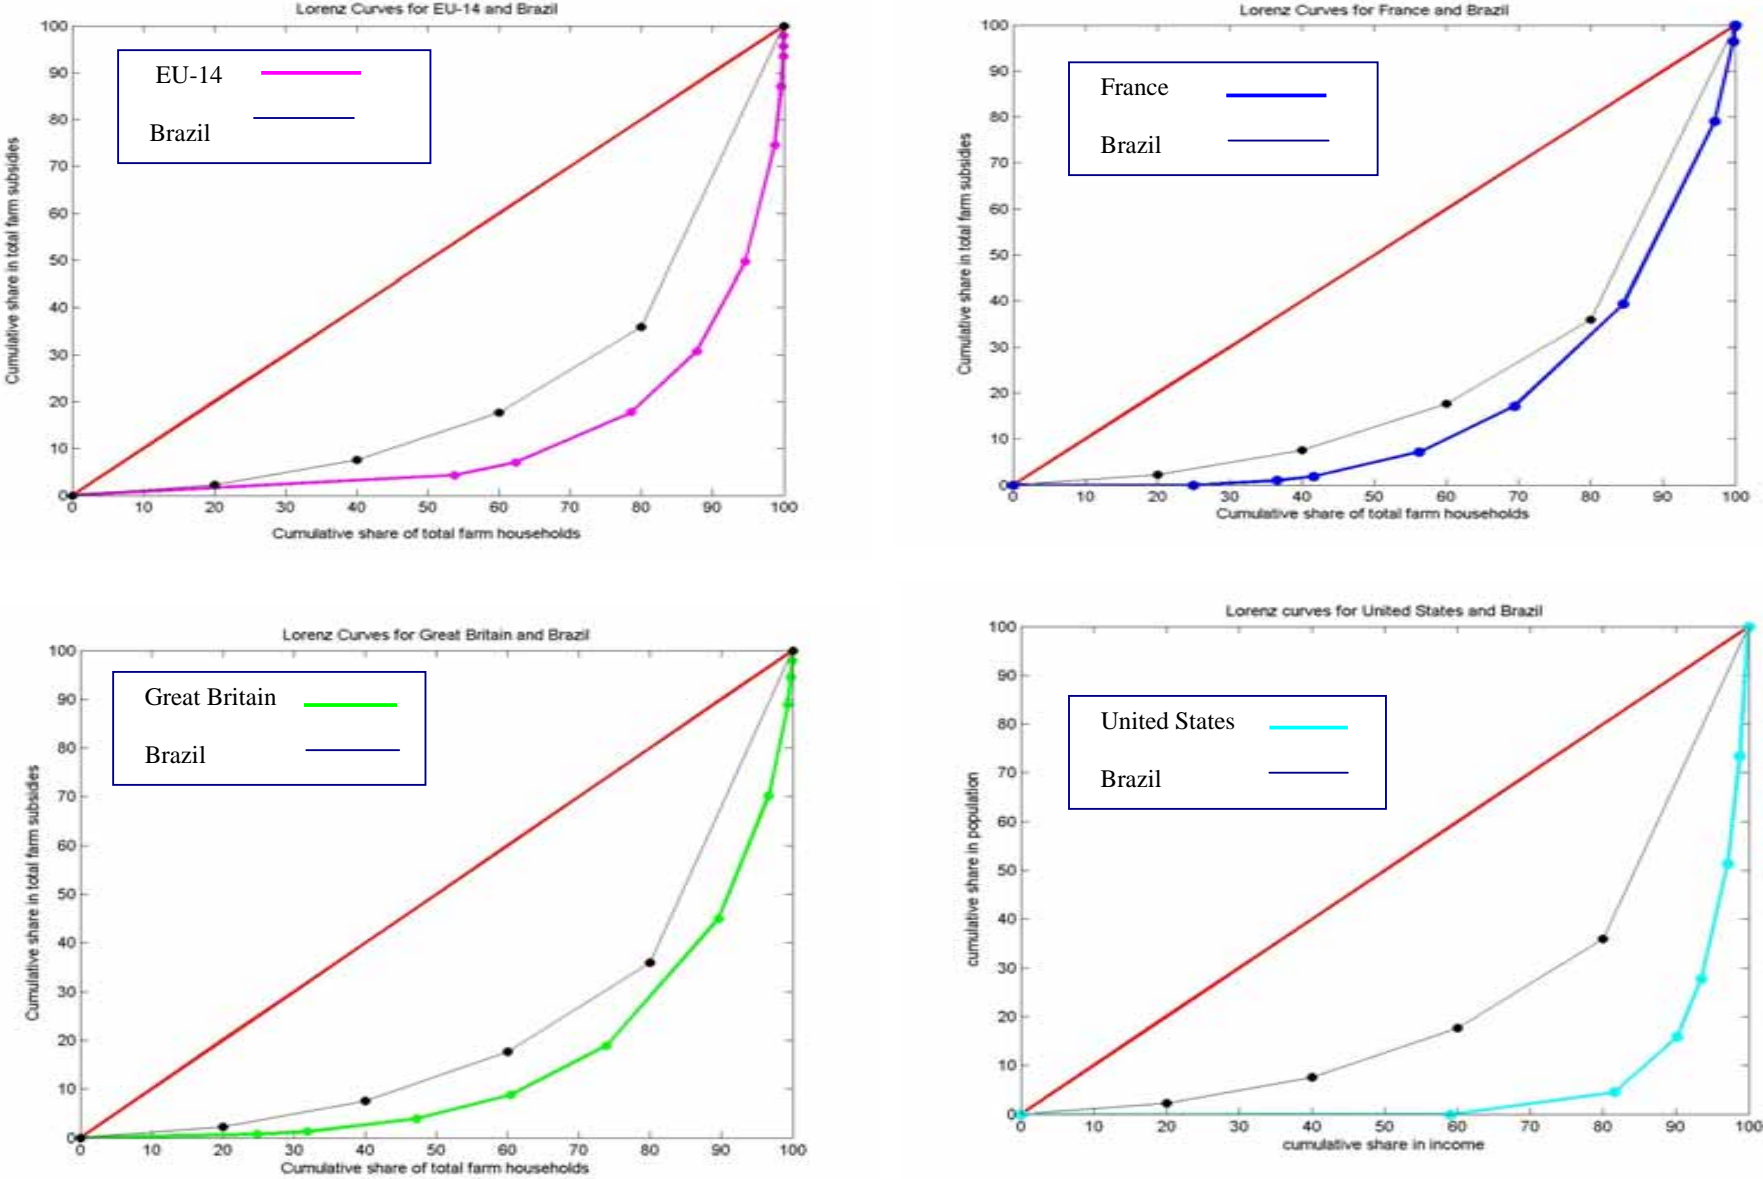 Lorenz Curves for EU-14 and Brazil
EU-14
Brazil
Cumulative share in total farm subsidies
100
90
80
70
60
50
40
30
20
10
0
0 10 20 30 40 50 60 70 80 90 100
Cumulative share of total farm households
Lorenz Curves for France and Brazil
France
Brazil
Cumulative share in total farm subsidies
100
90
80
70
60
50
40
30
20
10
0
0 10 20 30 40 50 60 70 80 90 100
Cumulative share of total farm households
Lorenz Curves for Great Britain and Brazil
Great Britain
Brazil
Cumulative share in total farm subsidies
100
90
80
70
60
50
40
30
20
10
0
0 10 20 30 40 50 60 70 80 90 100
Cumulative share of total farm households
Lorenz curves for United States and Brazil
United States
Brazil
cumulative share in population
100
90
80
70
60
50
40
30
20
10
0
0 10 20 30 40 50 60 70 80 90 100
cumulative share in income